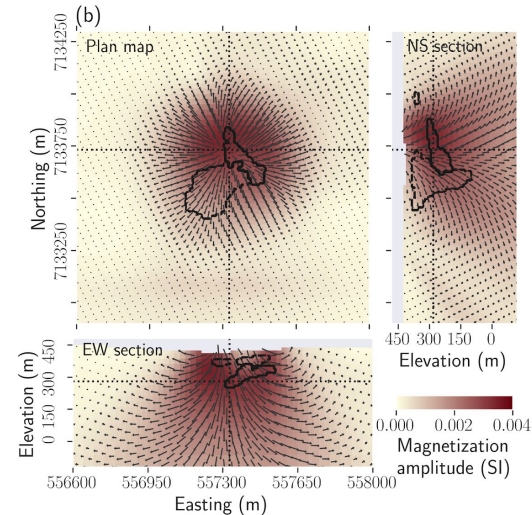 (b)
Plan map
NS section
Northing (m)
7134250
7133750
7133250
EW section
Elevation (m)
450
300
150
0
450 300 150 0
Elevation (m)
0.000 0.002 0.004
Magnetization
amplitude (SI)
556600 556950 557300 557650 558000
Easting (m)